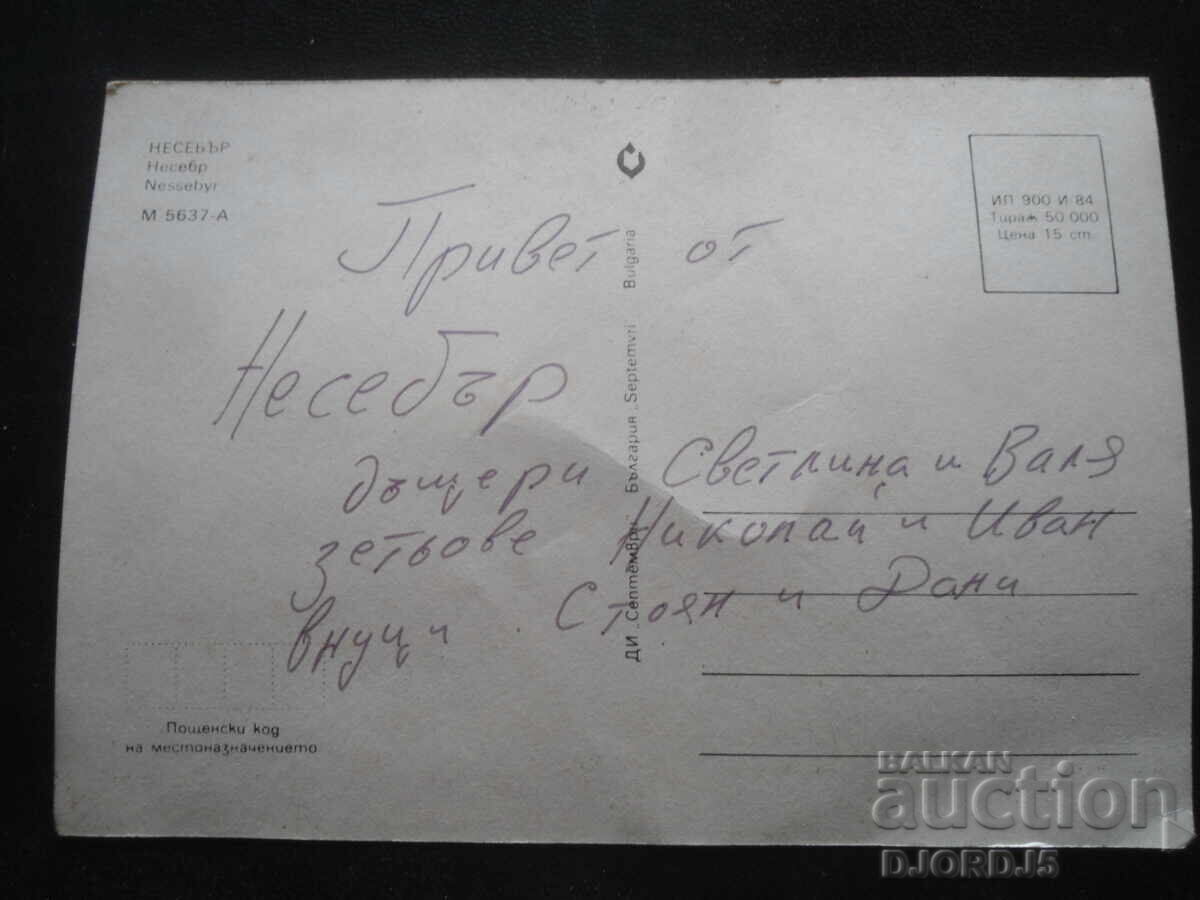 НЕСЕБЪР
Несебр
Nessebyr
М 5637-А
ИП 900 И 84
Тираж 50 000
Цена 15 ст.
Привет от
Несебър
дъщери Светлина и Валя
зетьове Николай и Иван
внуци Стоян и Дани
ДИ „Септември" България „Septemvri" Bulgaria
Пощенски код
на местоназначението
BALKAN
auction
DJORDJ5